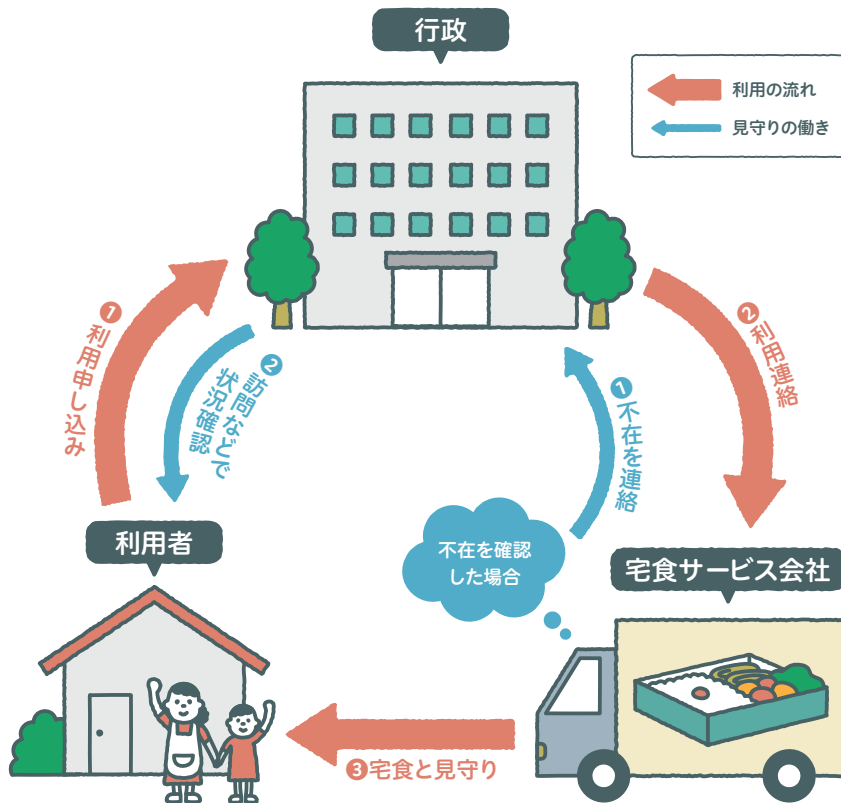 行政
利用の流れ
見守りの働き
❶利用申し込み
❷訪問などで
状況確認
❶不在を連絡
❷利用連絡
不在を確認
した場合
利用者
宅食サービス会社
❸宅食と見守り